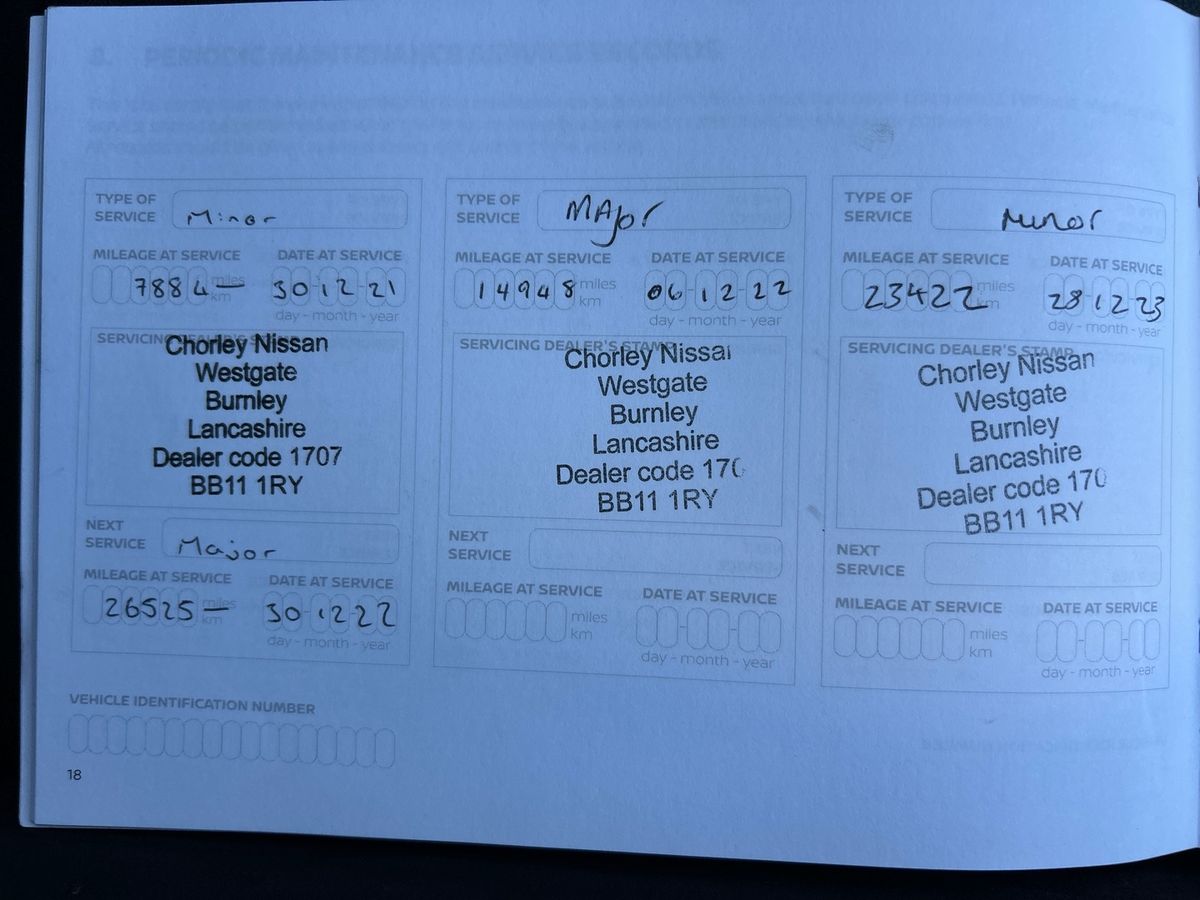 TYPE OF SERVICE Minor
MILEAGE AT SERVICE DATE AT SERVICE
7884 miles km 30-12-21
day - month - year
SERVICING DEALER'S STAMP
Chorley Nissan
Westgate
Burnley
Lancashire
Dealer code 1707
BB11 1RY
NEXT SERVICE Major
MILEAGE AT SERVICE DATE AT SERVICE
26525 miles km 30-12-22
day - month - year
TYPE OF SERVICE MAjor
MILEAGE AT SERVICE DATE AT SERVICE
14948 miles km 06-12-22
day - month - year
SERVICING DEALER'S STAMP
Chorley Nissan
Westgate
Burnley
Lancashire
Dealer code 170
BB11 1RY
NEXT SERVICE
MILEAGE AT SERVICE DATE AT SERVICE
miles km
day - month - year
TYPE OF SERVICE Minor
MILEAGE AT SERVICE DATE AT SERVICE
23422 miles km 28-12-23
day - month - year
SERVICING DEALER'S STAMP
Chorley Nissan
Westgate
Burnley
Lancashire
Dealer code 170
BB11 1RY
NEXT SERVICE
MILEAGE AT SERVICE DATE AT SERVICE
miles km
day - month - year
VEHICLE IDENTIFICATION NUMBER
18